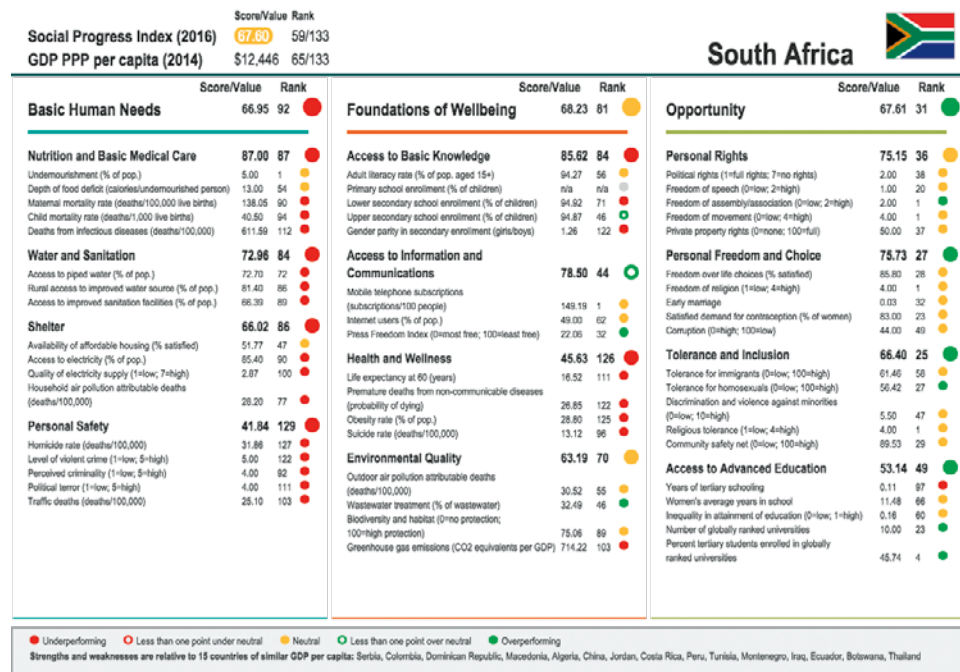 Score/Value Rank
Social Progress Index (2016) 67.60 59/133
GDP PPP per capita (2014) $12,446 65/133
South Africa
Score/Value Rank
Basic Human Needs 66.95 92
Nutrition and Basic Medical Care 87.00 87
Undernourishment (% of pop.) 5.00 1
Depth of food deficit (calories/undernourished person) 13.00 54
Maternal mortality rate (deaths/100,000 live births) 138.05 90
Child mortality rate (deaths/1,000 live births) 40.50 94
Deaths from infectious diseases (deaths/100,000) 611.59 112
Water and Sanitation 72.96 84
Access to piped water (% of pop.) 72.70 72
Rural access to improved water source (% of pop.) 81.40 86
Access to improved sanitation facilities (% of pop.) 66.39 89
Shelter 66.02 86
Availability of affordable housing (% satisfied) 51.77 47
Access to electricity (% of pop.) 85.40 90
Quality of electricity supply (1=low; 7=high) 2.87 100
Household air pollution attributable deaths
(deaths/100,000) 28.20 77
Personal Safety 41.84 129
Homicide rate (deaths/100,000) 31.86 127
Level of violent crime (1=low; 5=high) 5.00 122
Perceived criminality (1=low; 5=high) 4.00 92
Political terror (1=low; 5=high) 4.00 111
Traffic deaths (deaths/100,000) 25.10 103
Score/Value Rank
Foundations of Wellbeing 68.23 81
Access to Basic Knowledge 85.62 84
Adult literacy rate (% of pop. aged 15+) 94.27 56
Primary school enrollment (% of children) n/a n/a
Lower secondary school enrollment (% of children) 94.92 71
Upper secondary school enrollment (% of children) 94.87 46
Gender parity in secondary enrollment (girls/boys) 1.26 122
Access to Information and
Communications 78.50 44
Mobile telephone subscriptions
(subscriptions/100 people) 149.19 1
Internet users (% of pop.) 49.00 62
Press Freedom Index (0=most free; 100=least free) 22.06 32
Health and Wellness 45.63 126
Life expectancy at 60 (years) 16.52 111
Premature deaths from non-communicable diseases
(probability of dying) 26.85 122
Obesity rate (% of pop.) 28.80 125
Suicide rate (deaths/100,000) 13.12 96
Environmental Quality 63.19 70
Outdoor air pollution attributable deaths
(deaths/100,000) 30.52 55
Wastewater treatment (% of wastewater) 32.49 46
Biodiversity and habitat (0=no protection;
100=high protection) 75.06 89
Greenhouse gas emissions (CO2 equivalents per GDP) 714.22 103
Score/Value Rank
Opportunity 67.61 31
Personal Rights 75.15 36
Political rights (1=full rights; 7=no rights) 2.00 38
Freedom of speech (0=low; 2=high) 1.00 20
Freedom of assembly/association (0=low; 2=high) 2.00 1
Freedom of movement (0=low; 4=high) 4.00 1
Private property rights (0=none; 100=full) 50.00 37
Personal Freedom and Choice 75.73 27
Freedom over life choices (% satisfied) 85.80 28
Freedom of religion (1=low; 4=high) 4.00 1
Early marriage 0.03 32
Satisfied demand for contraception (% of women) 83.00 23
Corruption (0=high; 100=low) 44.00 49
Tolerance and Inclusion 66.40 25
Tolerance for immigrants (0=low; 100=high) 61.46 58
Tolerance for homosexuals (0=low; 100=high) 56.42 27
Discrimination and violence against minorities
(0=low; 10=high) 5.50 47
Religious tolerance (1=low; 4=high) 4.00 1
Community safety net (0=low; 100=high) 89.53 29
Access to Advanced Education 53.14 49
Years of tertiary schooling 0.11 97
Women's average years in school 11.48 66
Inequality in attainment of education (0=low; 1=high) 0.16 60
Number of globally ranked universities 10.00 23
Percent tertiary students enrolled in globally
ranked universities 45.74 4
Underperforming Less than one point under neutral Neutral Less than one point over neutral Overperforming
Strengths and weaknesses are relative to 15 countries of similar GDP per capita: Serbia, Colombia, Dominican Republic, Macedonia, Algeria, China, Jordan, Costa Rica, Peru, Tunisia, Montenegro, Iraq, Ecuador, Botswana, Thailand